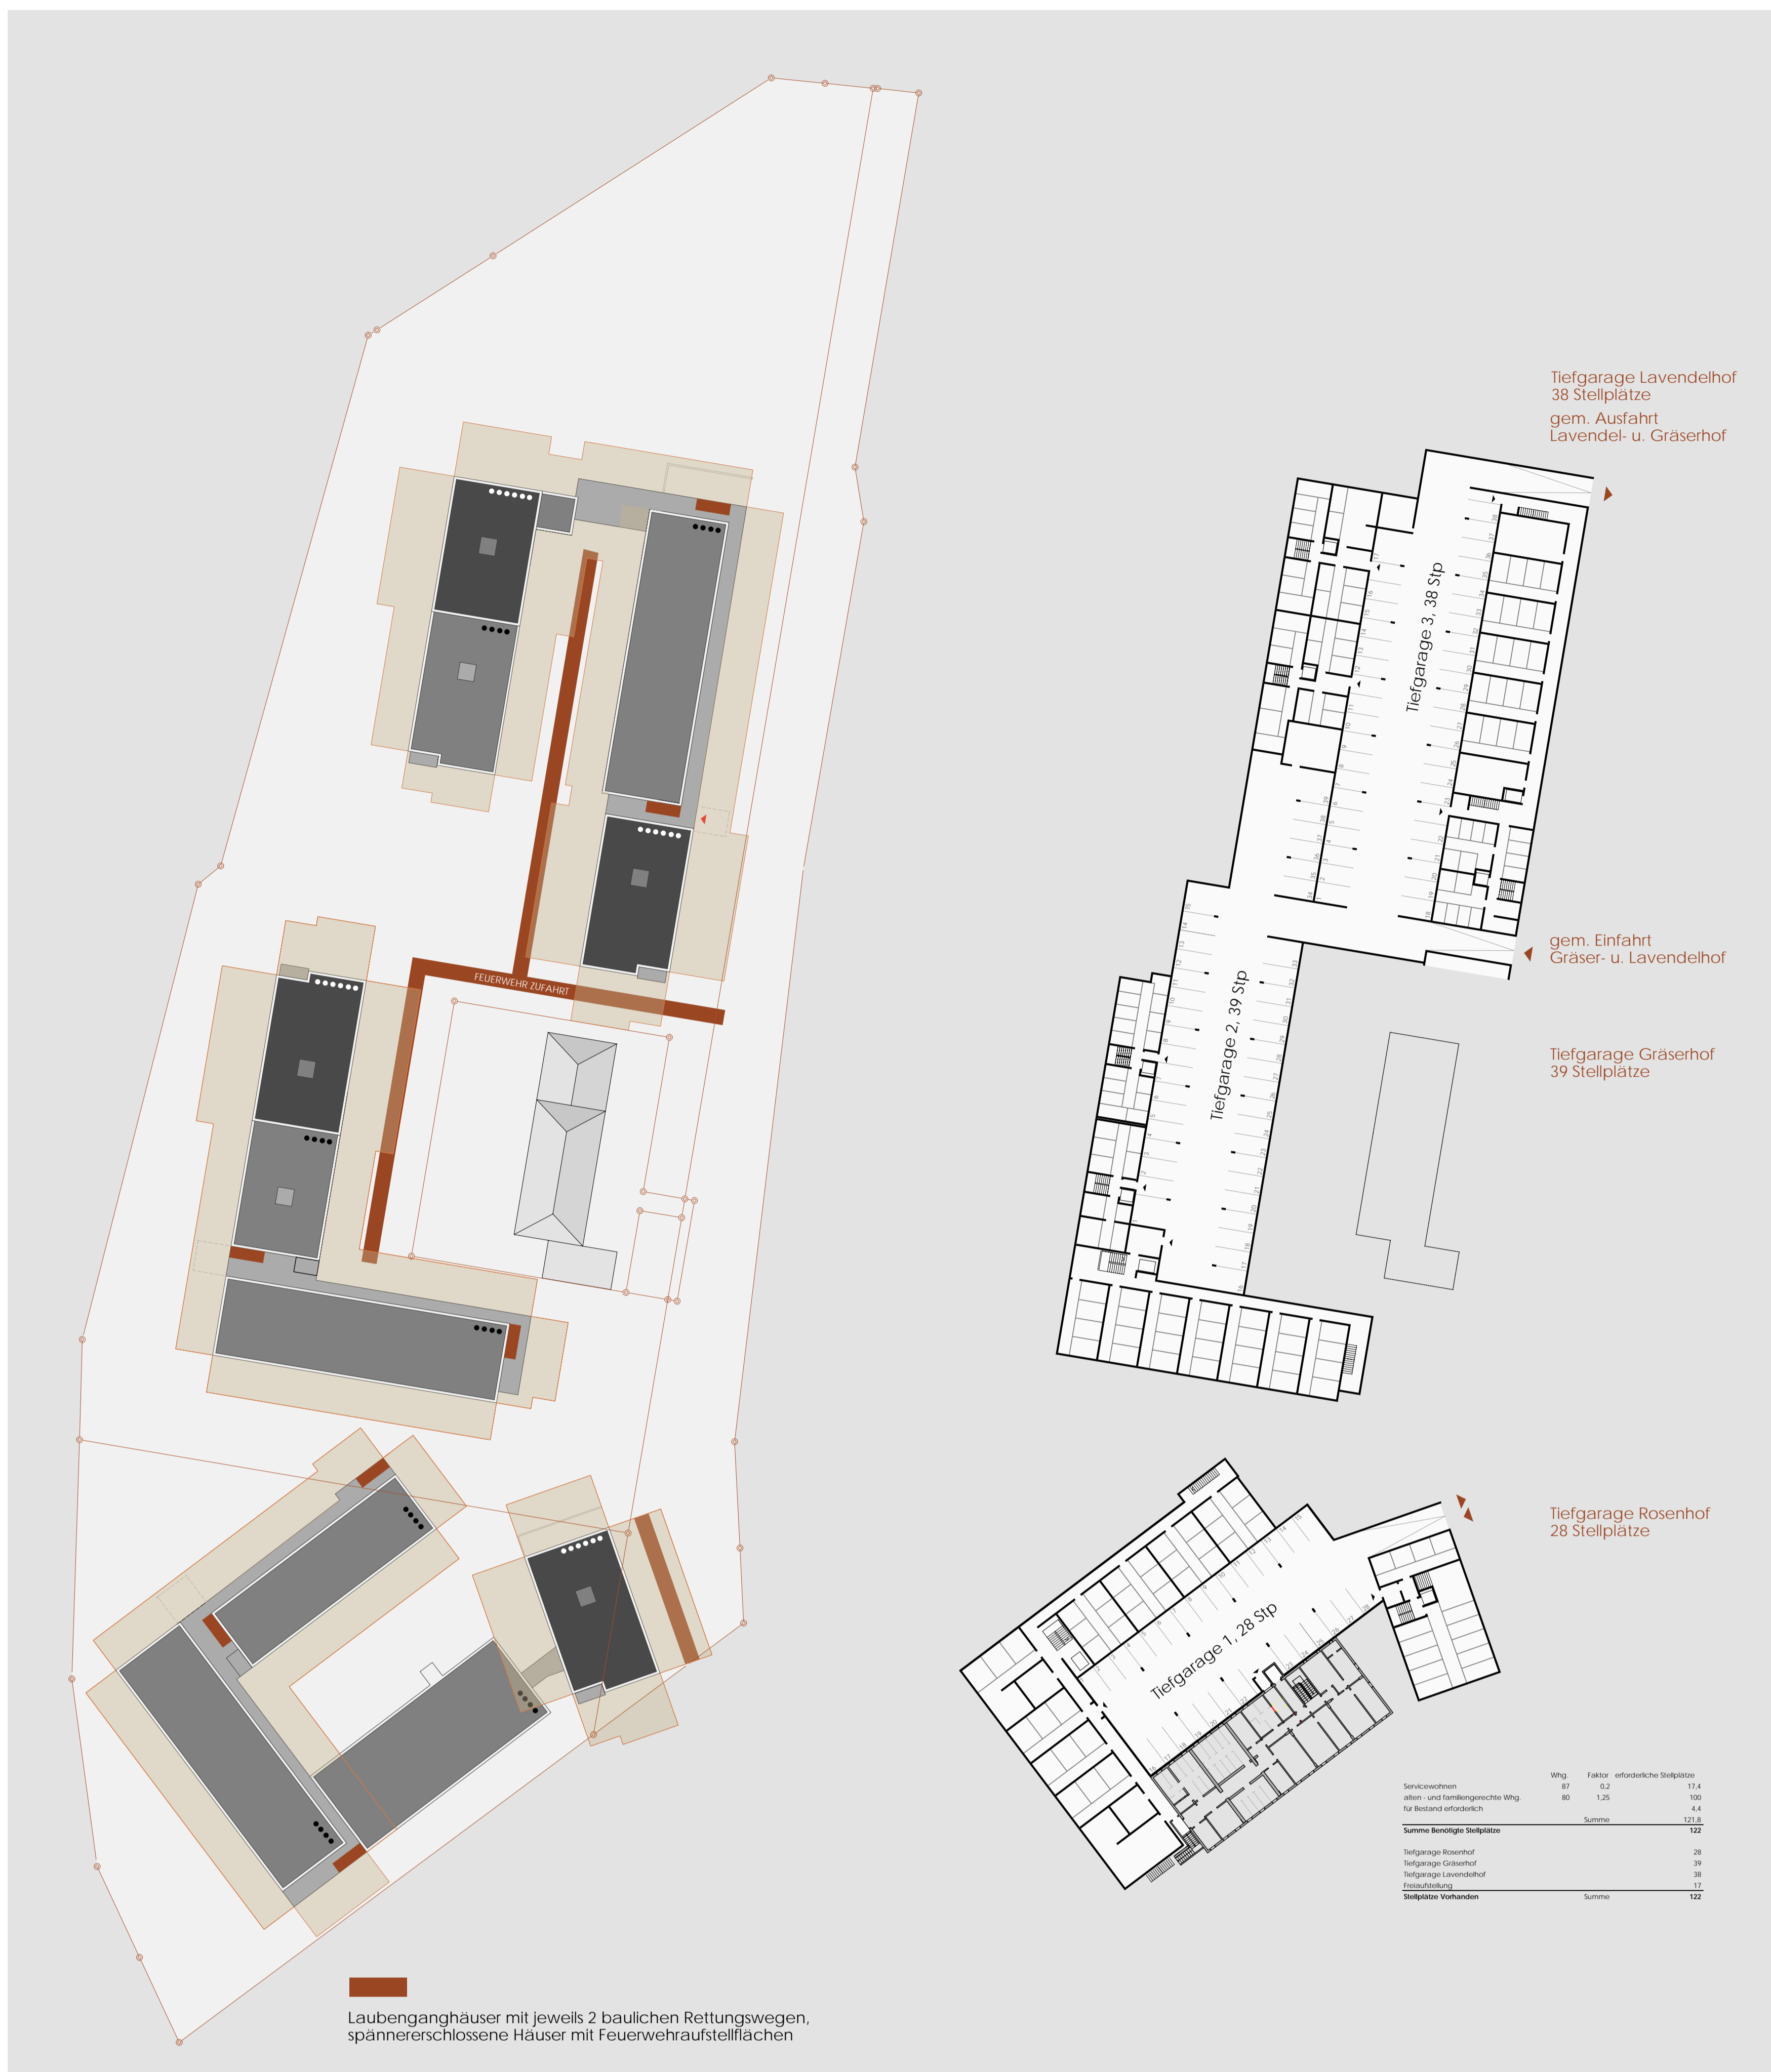 Tiefgarage Lavendelhof
38 Stellplätze
gem. Ausfahrt
Lavendel- u. Gräserhof
Tiefgarage 3, 38 Stp
gem. Einfahrt
Gräser- u. Lavendelhof
FEUERWEHR ZUFAHRT
Tiefgarage 2, 39 Stp
Tiefgarage Gräserhof
39 Stellplätze
Tiefgarage Rosenhof
28 Stellplätze
Tiefgarage 1, 28 Stp
Whg. Faktor erforderliche Stellplätze
Servicewohnen 87 0,2 17,4
alten - und familiengerechte Whg. 80 1,25 100
für Bestand erforderlich 4,4
Summe 121,8
Summe Benötigte Stellplätze 122
Tiefgarage Rosenhof 28
Tiefgarage Gräserhof 39
Tiefgarage Lavendelhof 38
Freiaufstellung 17
Stellplätze Vorhanden Summe 122
Laubenganghäuser mit jeweils 2 baulichen Rettungswegen,
spännererschlossene Häuser mit Feuerwehraufstellflächen